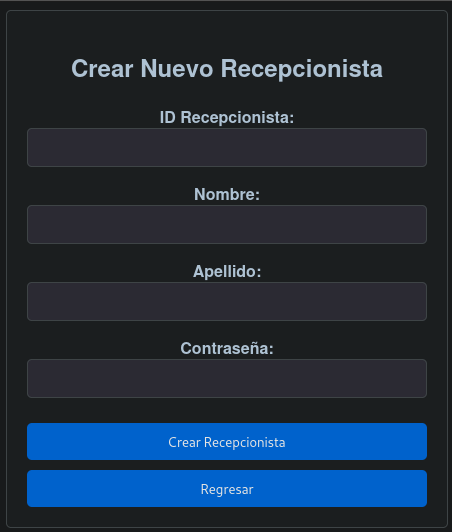 Crear Nuevo Recepcionista
ID Recepcionista:
Nombre:
Apellido:
Contraseña:
Crear Recepcionista
Regresar